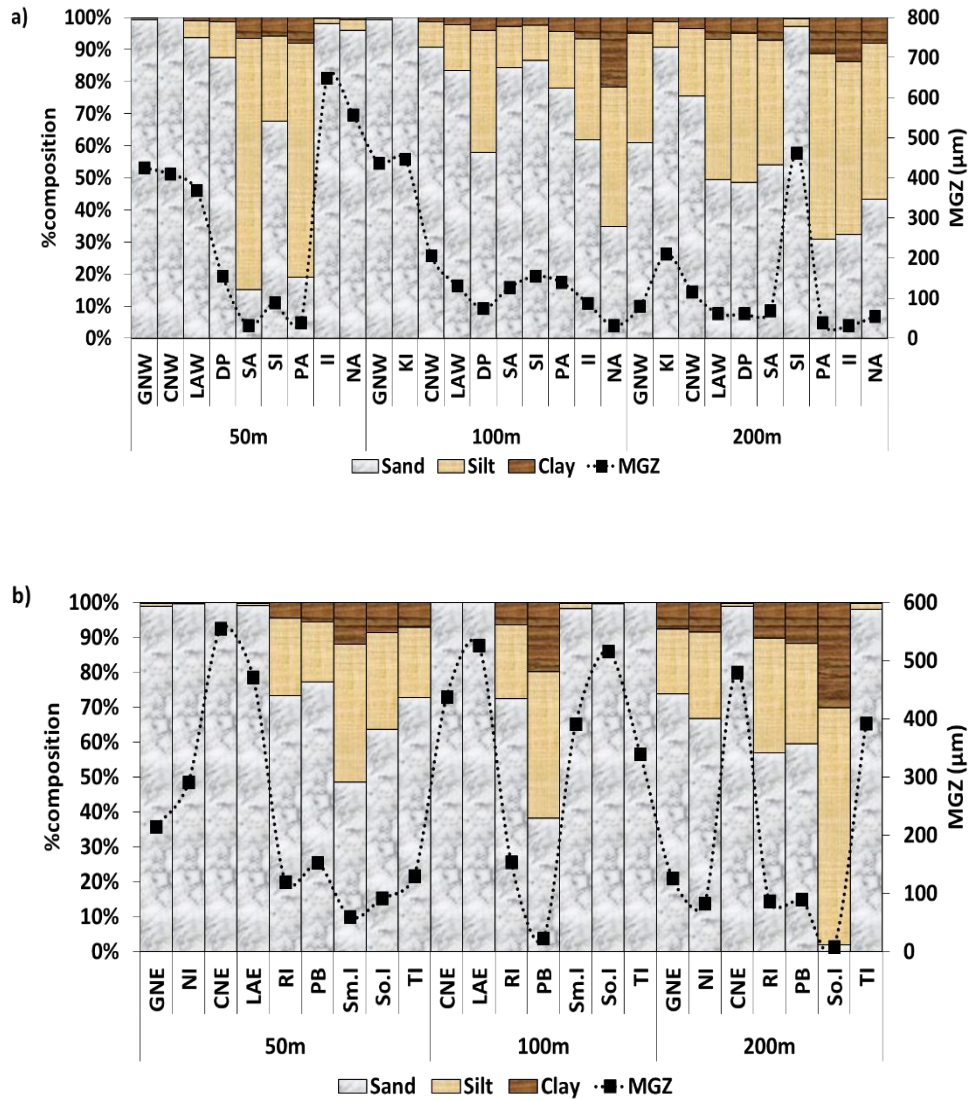 a)
100% 800
90% 700
80% 600
70%
60% 500
50% 400
40% 300
30%
20% 200
10% 100
0% 0
%composition
MGZ (µm)
GNW CNW LAW DP SA SI PA II NA GNW KI CNW LAW DP SA SI PA II NA GNW KI CNW LAW DP SA SI PA II NA
50m 100m 200m
Sand Silt Clay MGZ
b)
100% 600
90%
80% 500
70% 400
60%
50% 300
40%
30% 200
20% 100
10%
0% 0
%composition
MGZ (µm)
GNE NI CNE LAE RI PB Sm.I So.I TI CNE LAE RI PB Sm.I So.I TI GNE NI CNE RI PB So.I TI
50m 100m 200m
Sand Silt Clay MGZ